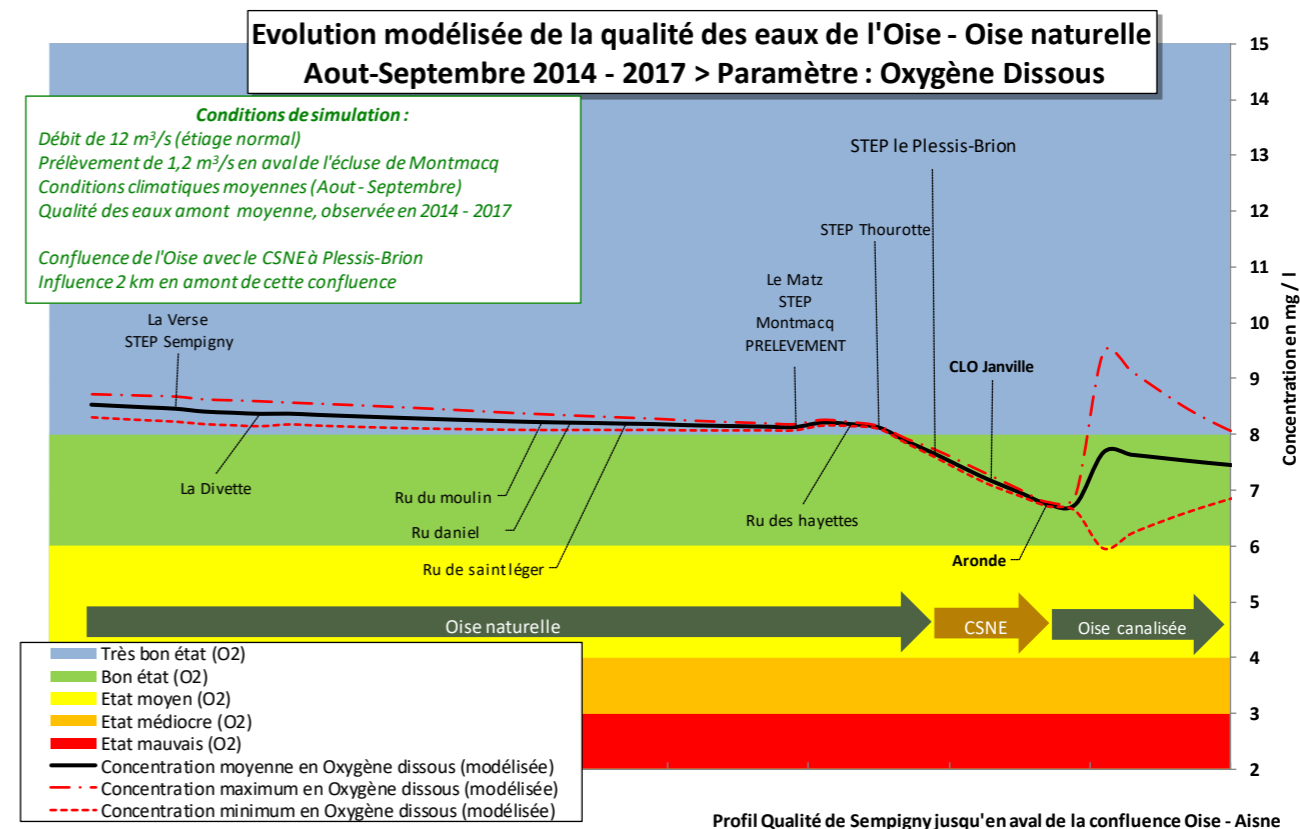 Evolution modélisée de la qualité des eaux de l'Oise - Oise naturelle
Aout-Septembre 2014 - 2017 > Paramètre : Oxygène Dissous
Conditions de simulation :
Débit de 12 m³/s (étiage normal)
Prélèvement de 1,2 m³/s en aval de l'écluse de Montmacq
Conditions climatiques moyennes (Aout - Septembre)
Qualité des eaux amont moyenne, observée en 2014 - 2017
Confluence de l'Oise avec le CSNE à Plessis-Brion
Influence 2 km en amont de cette confluence
La Verse
STEP Sempigny
La Divette
Ru du moulin
Ru daniel
Ru de saint léger
Le Matz
STEP
Montmacq
PRELEVEMENT
STEP Thourotte
STEP le Plessis-Brion
Ru des hayettes
CLO Janville
Aronde
Oise naturelle
CSNE
Oise canalisée
15
14
13
12
11
10
9
8
7
6
5
4
3
2
Concentration en mg / l
Très bon état (O2)
Bon état (O2)
Etat moyen (O2)
Etat médiocre (O2)
Etat mauvais (O2)
Concentration moyenne en Oxygène dissous (modélisée)
Concentration maximum en Oxygène dissous (modélisée)
Concentration minimum en Oxygène dissous (modélisée)
Profil Qualité de Sempigny jusqu'en aval de la confluence Oise - Aisne